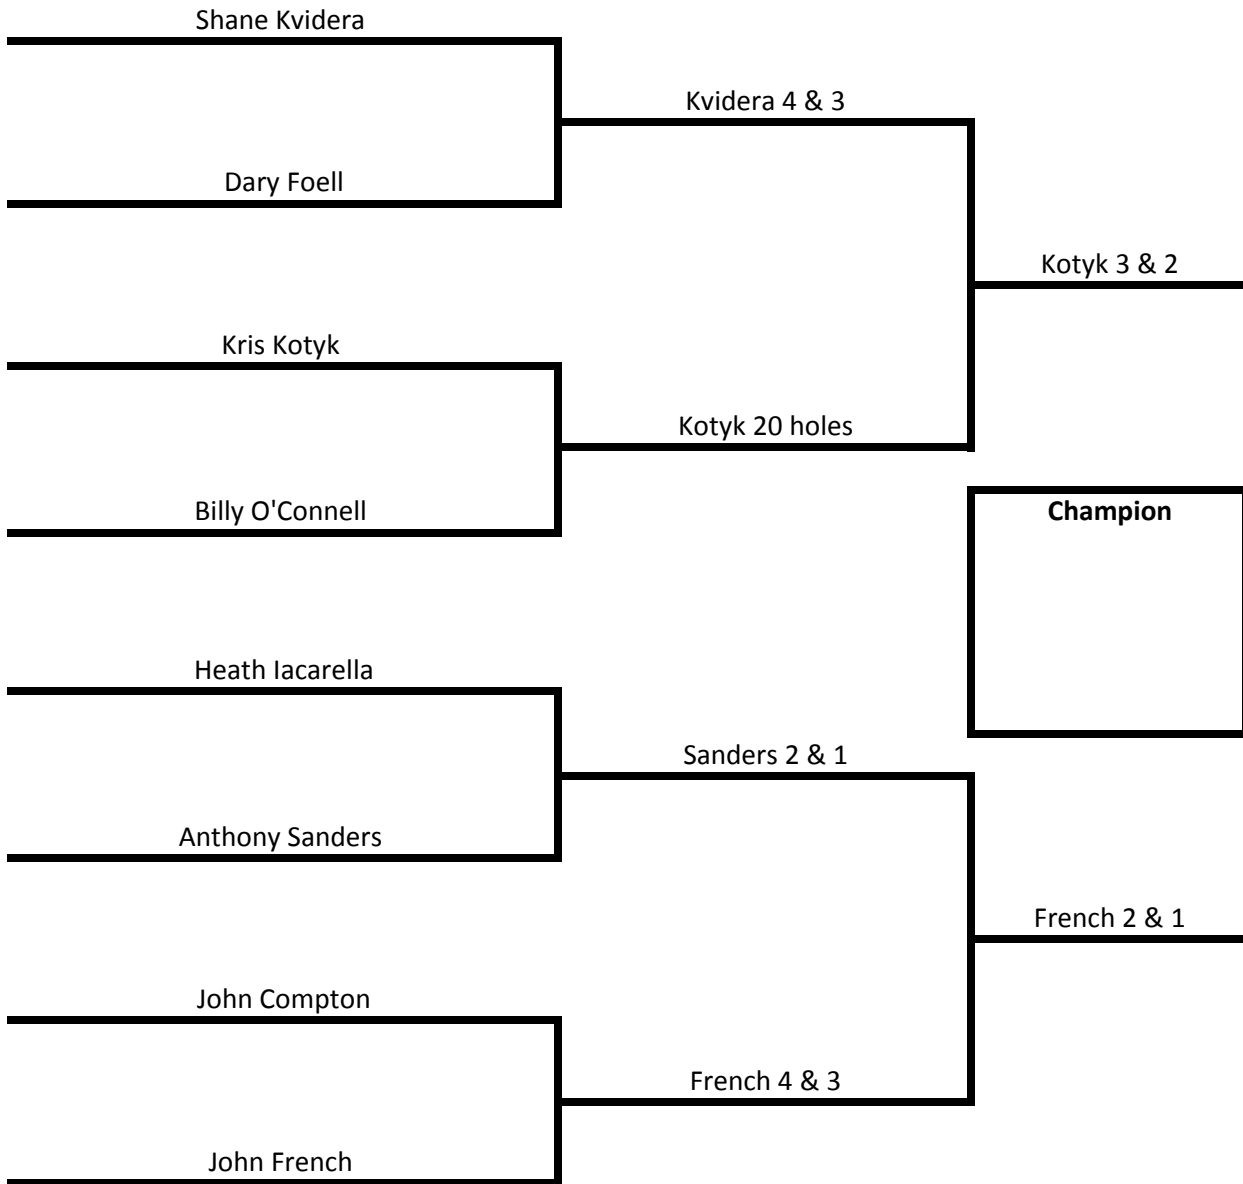 Shane Kvidera
Kvidera 4 & 3
Dary Foell
Kotyk 3 & 2
Kris Kotyk
Kotyk 20 holes
Billy O'Connell
Champion
Heath Iacarella
Sanders 2 & 1
Anthony Sanders
French 2 & 1
John Compton
French 4 & 3
John French